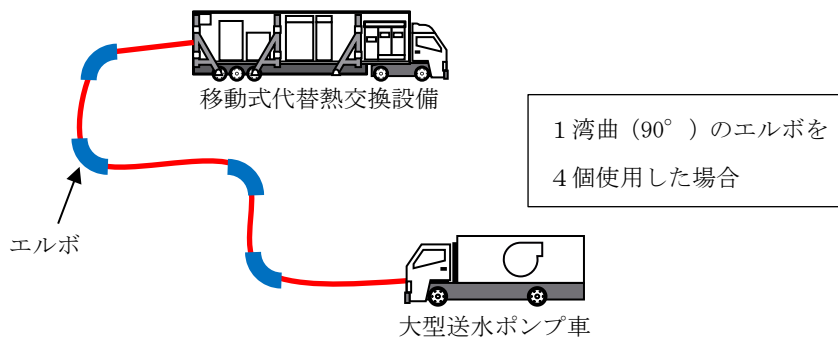 移動式代替熱交換設備
1湾曲(90°)のエルボを
4個使用した場合
エルボ
大型送水ポンプ車